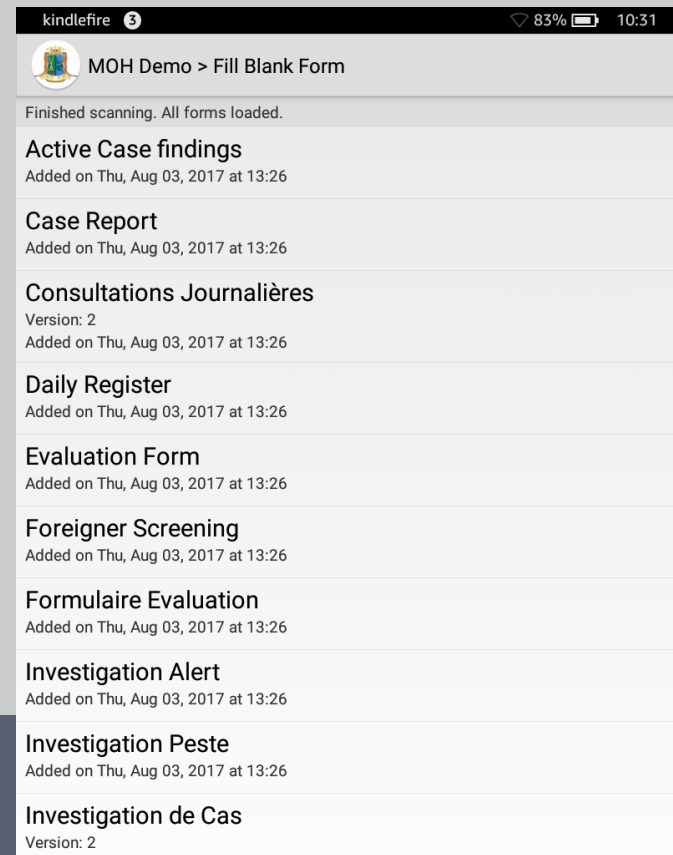 kindlefire 3 83% 10:31
MOH Demo > Fill Blank Form
Finished scanning. All forms loaded.
Active Case findings
Added on Thu, Aug 03, 2017 at 13:26
Case Report
Added on Thu, Aug 03, 2017 at 13:26
Consultations Journalières
Version: 2
Added on Thu, Aug 03, 2017 at 13:26
Daily Register
Added on Thu, Aug 03, 2017 at 13:26
Evaluation Form
Added on Thu, Aug 03, 2017 at 13:26
Foreigner Screening
Added on Thu, Aug 03, 2017 at 13:26
Formulaire Evaluation
Added on Thu, Aug 03, 2017 at 13:26
Investigation Alert
Added on Thu, Aug 03, 2017 at 13:26
Investigation Peste
Added on Thu, Aug 03, 2017 at 13:26
Investigation de Cas
Version: 2